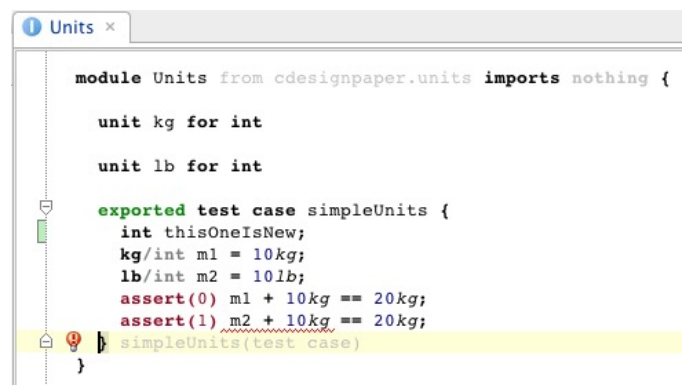 Units ×
module Units from cdesignpaper.units imports nothing {
unit kg for int
unit lb for int
exported test case simpleUnits {
int thisOneIsNew;
kg/int m1 = 10kg;
lb/int m2 = 10lb;
assert(0) m1 + 10kg == 20kg;
assert(1) m2 + 10kg == 20kg;
} simpleUnits(test case)
}